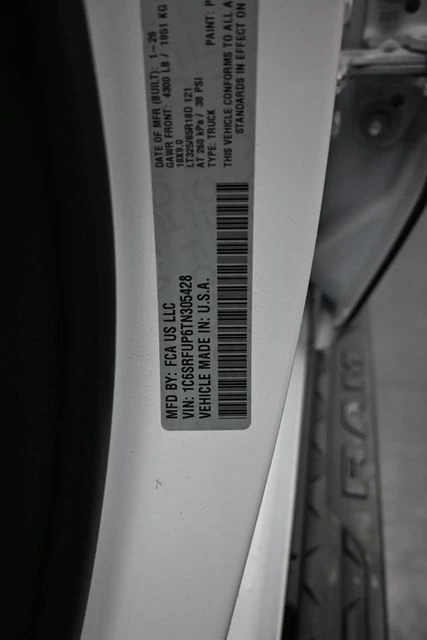 MFD BY: FCA US LLC
VIN: 1C6SRFUP6TN305428
VEHICLE MADE IN: U.S.A.
DATE OF MFR (BUILT): 1-26
GAWR FRONT: 4300 LB / 1951 KG
18X9.0
LT325/65R18D 121
AT 260 kPa / 38 PSI
TYPE: TRUCK
PAINT: P
THIS VEHICLE CONFORMS TO ALL A
STANDARDS IN EFFECT ON
RAM